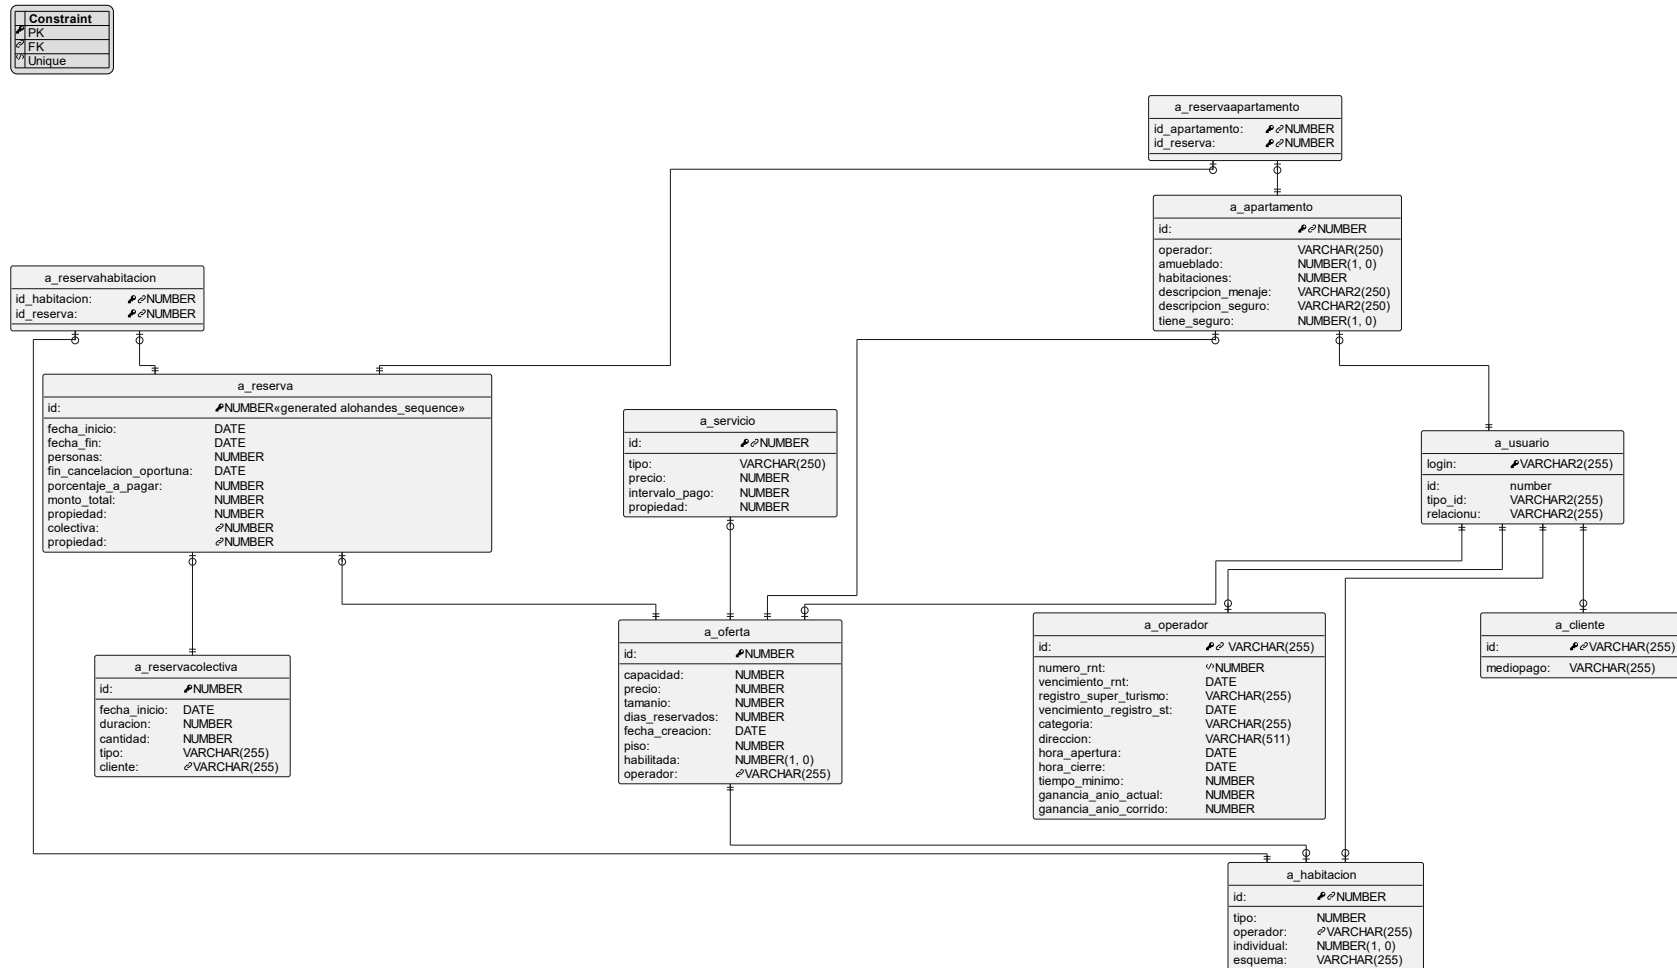 Constraint
PK
FK
Unique
a_reservaapartamento
id_apartamento: NUMBER
id_reserva: NUMBER
a_apartamento
id: NUMBER
operador: VARCHAR(250)
amueblado: NUMBER(1, 0)
habitaciones: NUMBER
descripcion_menaje: VARCHAR2(250)
descripcion_seguro: VARCHAR2(250)
tiene_seguro: NUMBER(1, 0)
a_reservahabitacion
id_habitacion: NUMBER
id_reserva: NUMBER
a_reserva
id: NUMBER«generated alohandes_sequence»
fecha_inicio: DATE
fecha_fin: DATE
personas: NUMBER
fin_cancelacion_oportuna: DATE
porcentaje_a_pagar: NUMBER
monto_total: NUMBER
propiedad: NUMBER
colectiva: NUMBER
propiedad: NUMBER
a_servicio
id: NUMBER
tipo: VARCHAR(250)
precio: NUMBER
intervalo_pago: NUMBER
propiedad: NUMBER
a_usuario
login: VARCHAR2(255)
id: number
tipo_id: VARCHAR2(255)
relacionu: VARCHAR2(255)
a_reservacolectiva
id: NUMBER
fecha_inicio: DATE
duracion: NUMBER
cantidad: NUMBER
tipo: VARCHAR(255)
cliente: VARCHAR(255)
a_oferta
id: NUMBER
capacidad: NUMBER
precio: NUMBER
tamanio: NUMBER
dias_reservados: NUMBER
fecha_creacion: DATE
piso: NUMBER
habilitada: NUMBER(1, 0)
operador: VARCHAR(255)
a_operador
id: VARCHAR(255)
numero_rnt: NUMBER
vencimiento_rnt: DATE
registro_super_turismo: VARCHAR(255)
vencimiento_registro_st: DATE
categoria: VARCHAR(255)
direccion: VARCHAR(511)
hora_apertura: DATE
hora_cierre: DATE
tiempo_minimo: NUMBER
ganancia_anio_actual: NUMBER
ganancia_anio_corrido: NUMBER
a_cliente
id: VARCHAR(255)
mediopago: VARCHAR(255)
a_habitacion
id: NUMBER
tipo: NUMBER
operador: VARCHAR(255)
individual: NUMBER(1, 0)
esquema: VARCHAR(255)